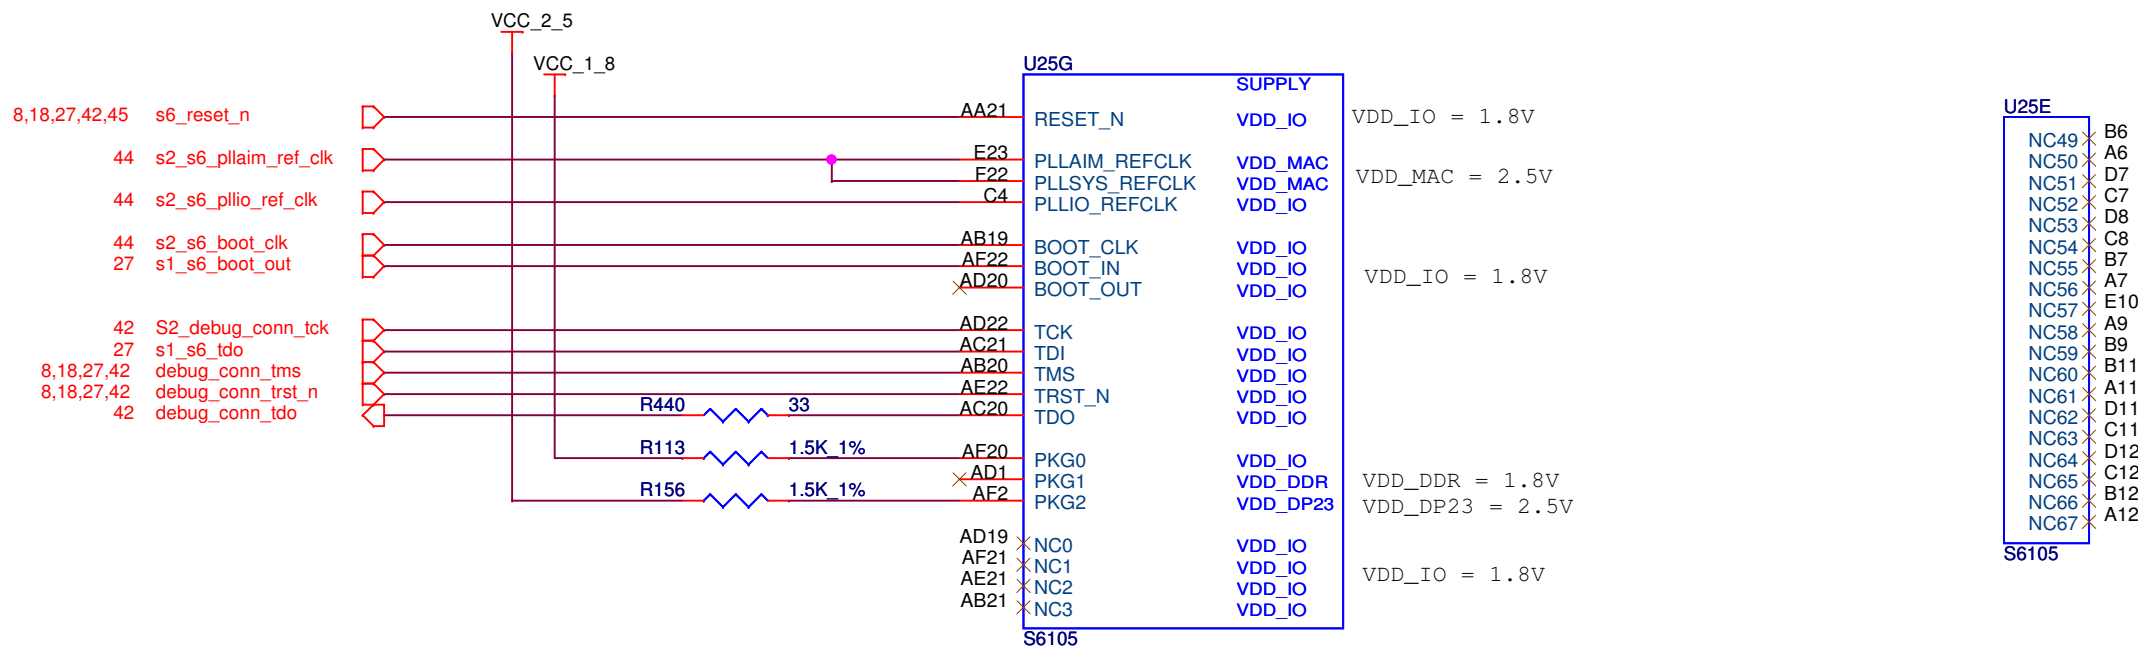 VCC_2_5
VCC_1_8
U25G
SUPPLY
8,18,27,42,45 s6_reset_n AA21 RESET_N VDD_IO VDD_IO = 1.8V
44 s2_s6_pllaim_ref_clk E23 PLLAIM_REFCLK VDD_MAC
F22 PLLSYS_REFCLK VDD_MAC VDD_MAC = 2.5V
44 s2_s6_pllio_ref_clk C4 PLLIO_REFCLK VDD_IO
44 s2_s6_boot_clk AB19 BOOT_CLK VDD_IO
27 s1_s6_boot_out AF22 BOOT_IN VDD_IO VDD_IO = 1.8V
AD20 BOOT_OUT VDD_IO
42 S2_debug_conn_tck AD22 TCK VDD_IO
27 s1_s6_tdo AC21 TDI VDD_IO
8,18,27,42 debug_conn_tms AB20 TMS VDD_IO
8,18,27,42 debug_conn_trst_n AE22 TRST_N VDD_IO
42 debug_conn_tdo R440 33 AC20 TDO VDD_IO
R113 1.5K_1% AF20 PKG0 VDD_IO
AD1 PKG1 VDD_DDR VDD_DDR = 1.8V
R156 1.5K_1% AF2 PKG2 VDD_DP23 VDD_DP23 = 2.5V
AD19 NC0 VDD_IO
AF21 NC1 VDD_IO VDD_IO = 1.8V
AE21 NC2 VDD_IO
AB21 NC3 VDD_IO
S6105
U25E
NC49 B6
NC50 A6
NC51 D7
NC52 C7
NC53 D8
NC54 C8
NC55 B7
NC56 A7
NC57 E10
NC58 A9
NC59 B9
NC60 B11
NC61 A11
NC62 D11
NC63 C11
NC64 D12
NC65 C12
NC66 B12
NC67 A12
S6105